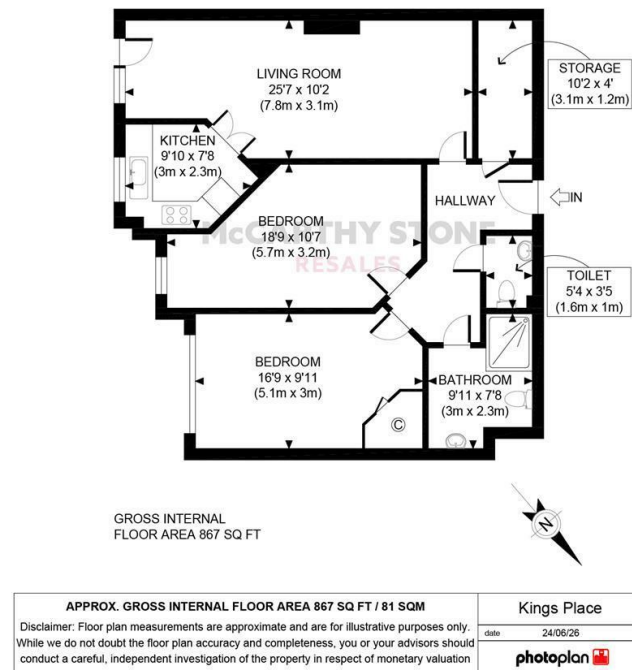 LIVING ROOM
25'7 x 10'2
(7.8m x 3.1m)
STORAGE
10'2 x 4'
(3.1m x 1.2m)
KITCHEN
9'10 x 7'8
(3m x 2.3m)
HALLWAY
IN
BEDROOM
18'9 x 10'7
(5.7m x 3.2m)
McCARTHY STONE
RESALES
TOILET
5'4 x 3'5
(1.6m x 1m)
BEDROOM
16'9 x 9'11
(5.1m x 3m)
C
BATHROOM
9'11 x 7'8
(3m x 2.3m)
GROSS INTERNAL
FLOOR AREA 867 SQ FT
N
APPROX. GROSS INTERNAL FLOOR AREA 867 SQ FT / 81 SQM
Disclaimer: Floor plan measurements are approximate and are for illustrative purposes only.
While we do not doubt the floor plan accuracy and completeness, you or your advisors should
conduct a careful, independent investigation of the property in respect of monetary valuation
Kings Place
date 24/06/26
photoplan